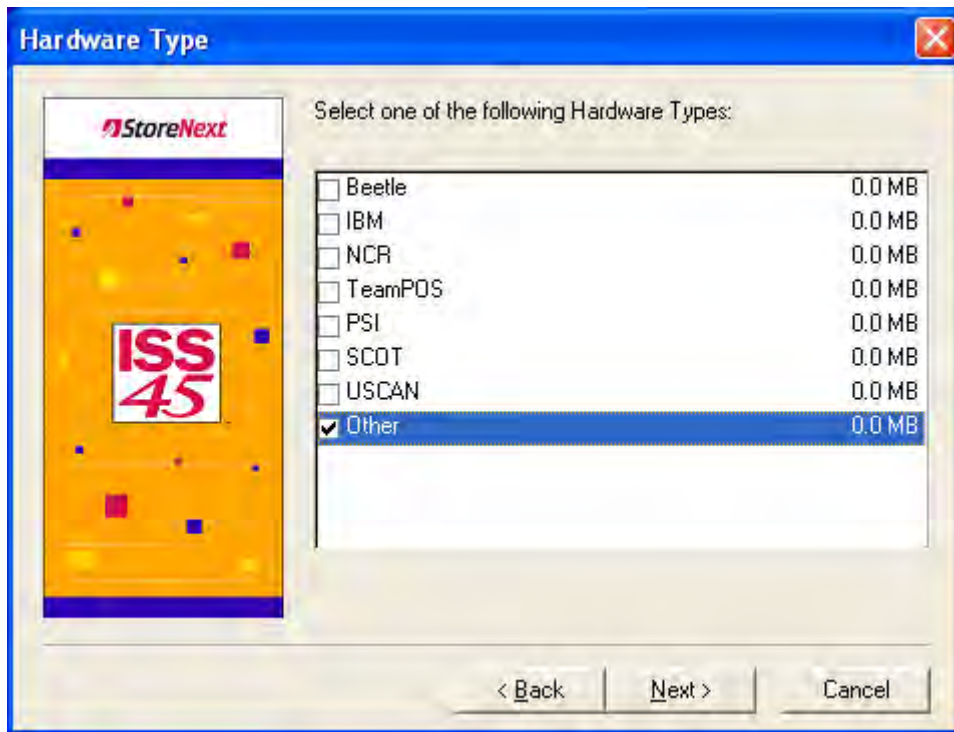 Hardware Type
StoreNext
Select one of the following Hardware Types:
Beetle 0.0 MB
IBM 0.0 MB
NCR 0.0 MB
TeamPOS 0.0 MB
PSI 0.0 MB
SCOT 0.0 MB
USCAN 0.0 MB
Other 0.0 MB
ISS
45
< Back Next > Cancel